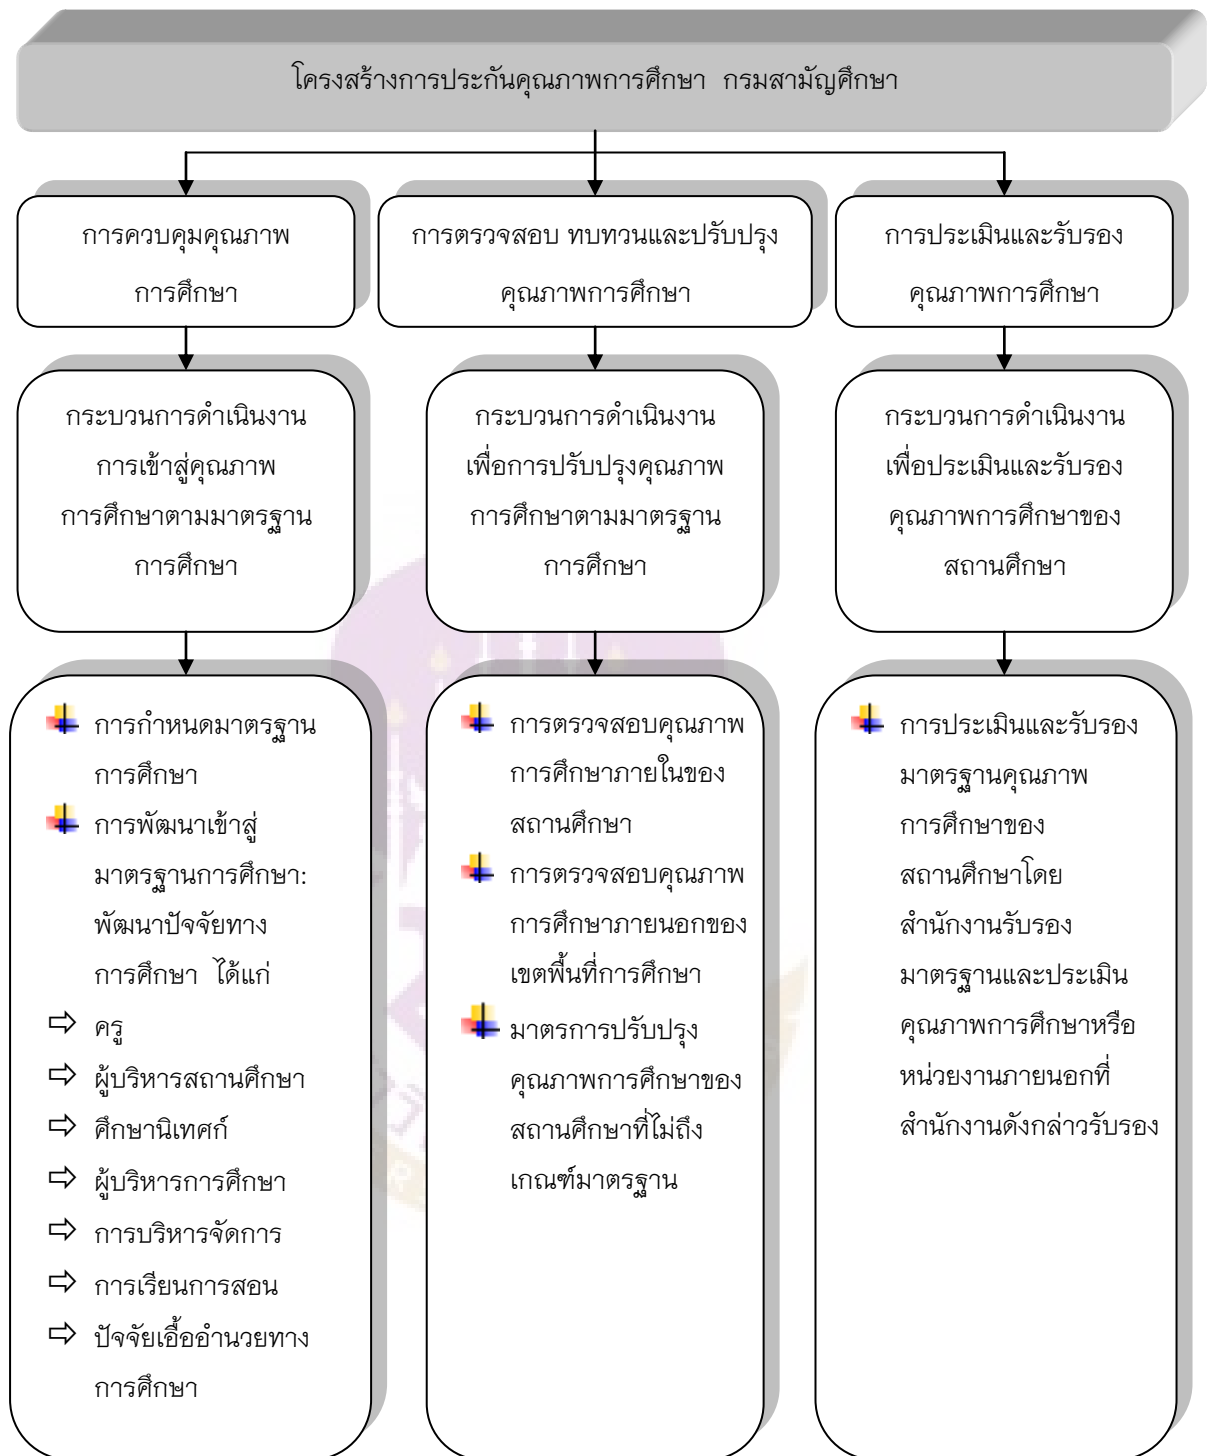 โครงสร้างการประกันคุณภาพการศึกษา กรมสามัญศึกษา
การควบคุมคุณภาพ
การศึกษา
การตรวจสอบ ทบทวนและปรับปรุง
คุณภาพการศึกษา
การประเมินและรับรอง
คุณภาพการศึกษา
กระบวนการดำเนินงาน
การเข้าสู่คุณภาพ
การศึกษาตามมาตรฐาน
การศึกษา
กระบวนการดำเนินงาน
เพื่อการปรับปรุงคุณภาพ
การศึกษาตามมาตรฐาน
การศึกษา
กระบวนการดำเนินงาน
เพื่อประเมินและรับรอง
คุณภาพการศึกษาของ
สถานศึกษา
การกำหนดมาตรฐาน
การศึกษา
การพัฒนาเข้าสู่
มาตรฐานการศึกษา:
พัฒนาปัจจัยทาง
การศึกษา ได้แก่
⇨ ครู
⇨ ผู้บริหารสถานศึกษา
⇨ ศึกษานิเทศก์
⇨ ผู้บริหารการศึกษา
⇨ การบริหารจัดการ
⇨ การเรียนการสอน
⇨ ปัจจัยเอื้ออำนวยทาง
การศึกษา
การตรวจสอบคุณภาพ
การศึกษาภายในของ
สถานศึกษา
การตรวจสอบคุณภาพ
การศึกษาภายนอกของ
เขตพื้นที่การศึกษา
มาตรการปรับปรุง
คุณภาพการศึกษาของ
สถานศึกษาที่ไม่ถึง
เกณฑ์มาตรฐาน
การประเมินและรับรอง
มาตรฐานคุณภาพ
การศึกษาของ
สถานศึกษาโดย
สำนักงานรับรอง
มาตรฐานและประเมิน
คุณภาพการศึกษาหรือ
หน่วยงานภายนอกที่
สำนักงานดังกล่าวรับรอง